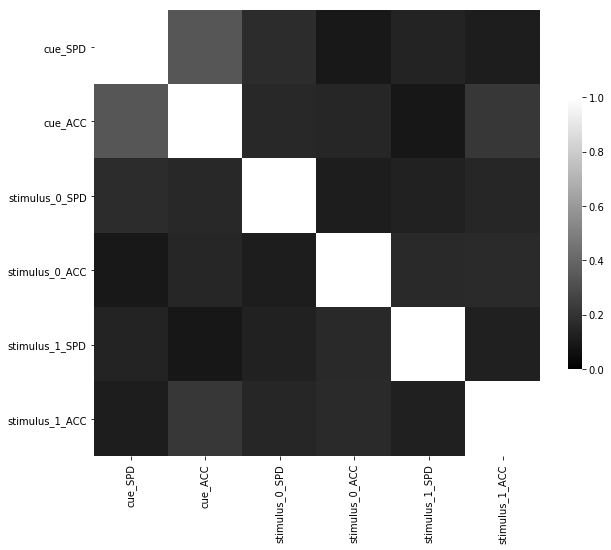 cue_SPD
cue_ACC
stimulus_0_SPD
stimulus_0_ACC
stimulus_1_SPD
stimulus_1_ACC
cue_SPD
cue_ACC
stimulus_0_SPD
stimulus_0_ACC
stimulus_1_SPD
stimulus_1_ACC
1.0
0.8
0.6
0.4
0.2
0.0